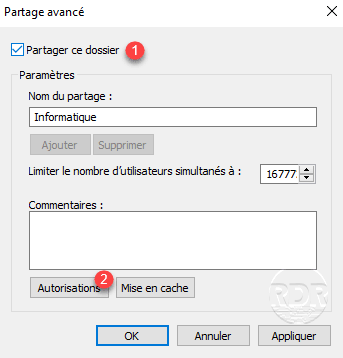 Partage avancé
Partager ce dossier
1
Paramètres
Nom du partage :
Informatique
Ajouter
Supprimer
Limiter le nombre d'utilisateurs simultanés à :
16777
Commentaires :
2
Autorisations
Mise en cache
RDR
OK
Annuler
Appliquer